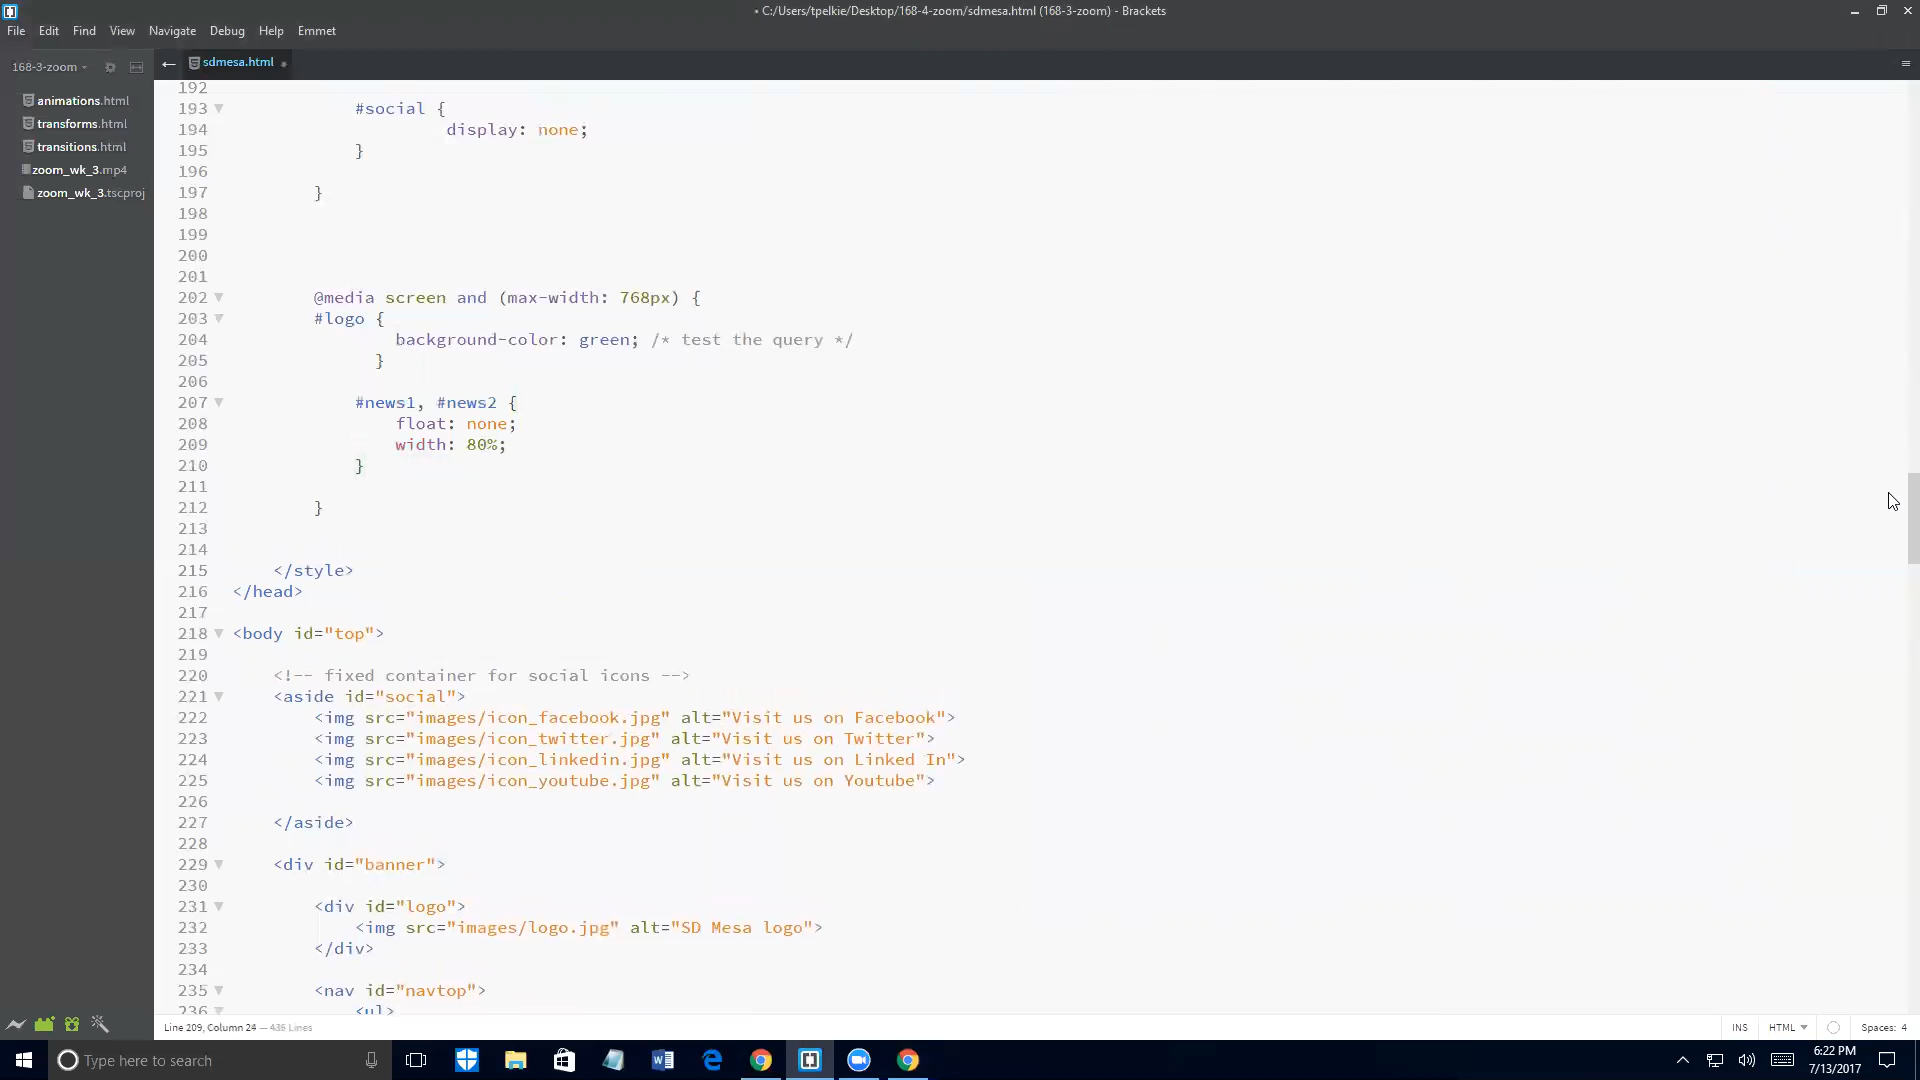 • C:/Users/tpelkie/Desktop/168-4-zoom/sdmesa.html (168-3-zoom) - Brackets
File Edit Find View Navigate Debug Help Emmet
168-3-zoom
sdmesa.html
animations.html
transforms.html
transitions.html
zoom_wk_3.mp4
zoom_wk_3.tscproj
192
193 #social {
194 display: none;
195 }
196
197 }
198
199
200
201
202 @media screen and (max-width: 768px) {
203 #logo {
204 background-color: green; /* test the query */
205 }
206
207 #news1, #news2 {
208 float: none;
209 width: 80%;
210 }
211
212 }
213
214
215 </style>
216 </head>
217
218 <body id="top">
219
220 <!-- fixed container for social icons -->
221 <aside id="social">
222 <img src="images/icon_facebook.jpg" alt="Visit us on Facebook">
223 <img src="images/icon_twitter.jpg" alt="Visit us on Twitter">
224 <img src="images/icon_linkedin.jpg" alt="Visit us on Linked In">
225 <img src="images/icon_youtube.jpg" alt="Visit us on Youtube">
226
227 </aside>
228
229 <div id="banner">
230
231 <div id="logo">
232 <img src="images/logo.jpg" alt="SD Mesa logo">
233 </div>
234
235 <nav id="navtop">
236 <ul>
Line 209, Column 24 — 436 Lines
INS HTML Spaces: 4
Type here to search
6:22 PM
7/13/2017